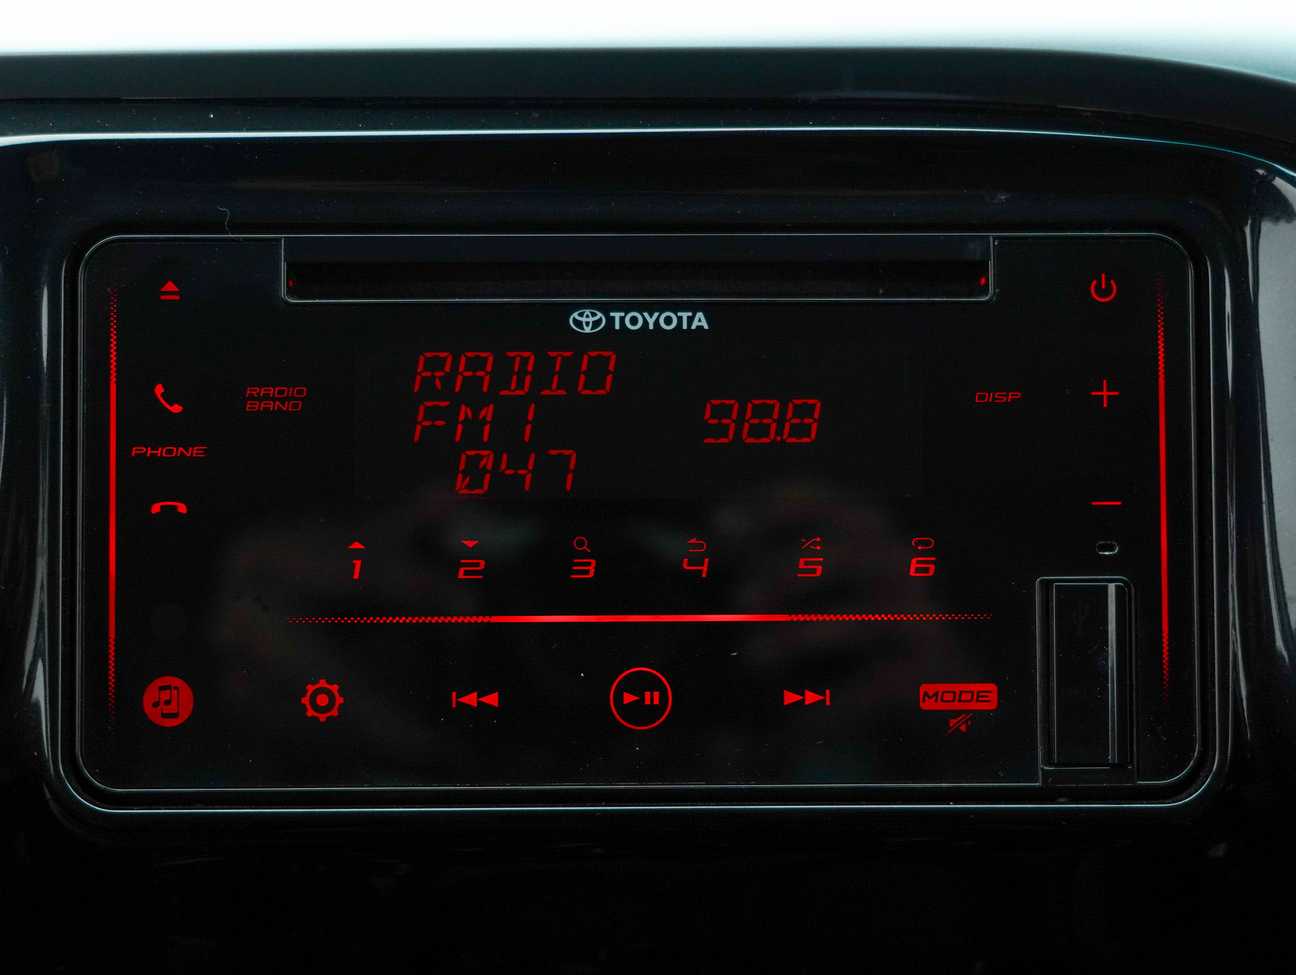 TOYOTA
RADIO
FM1 98.8
047
RADIO
BAND
DISP
PHONE
1 2 3 4 5 6
MODE